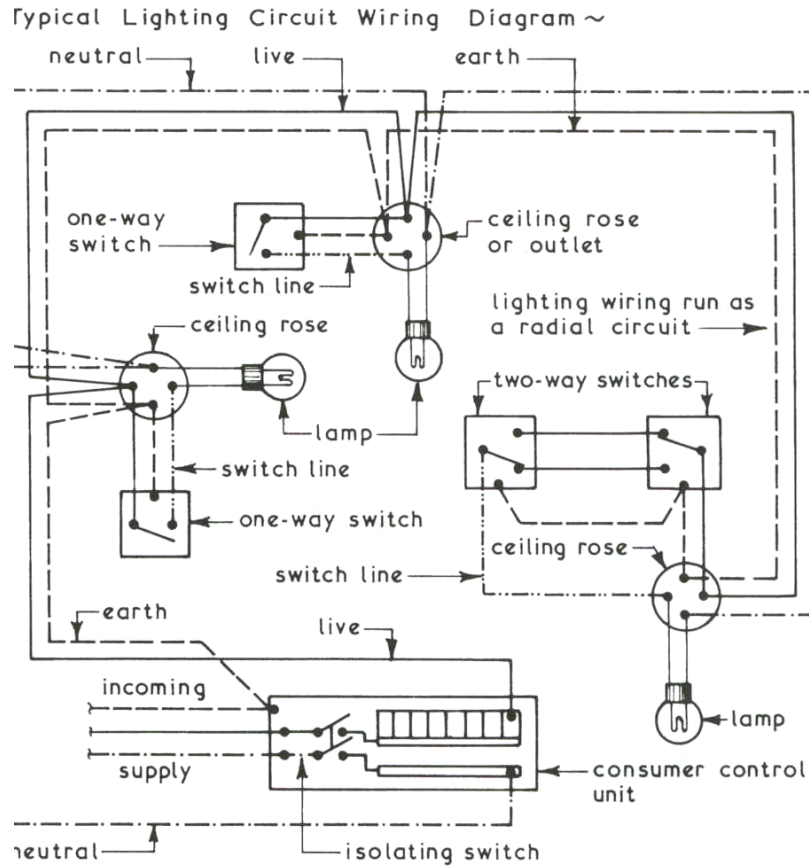 Typical Lighting Circuit Wiring Diagram ~
neutral live earth
one-way
switch
ceiling rose
or outlet
switch line
ceiling rose
lighting wiring run as
a radial circuit
two-way switches
lamp
switch line
one-way switch
ceiling rose
switch line
earth
live
incoming
lamp
supply
consumer control
unit
neutral
isolating switch